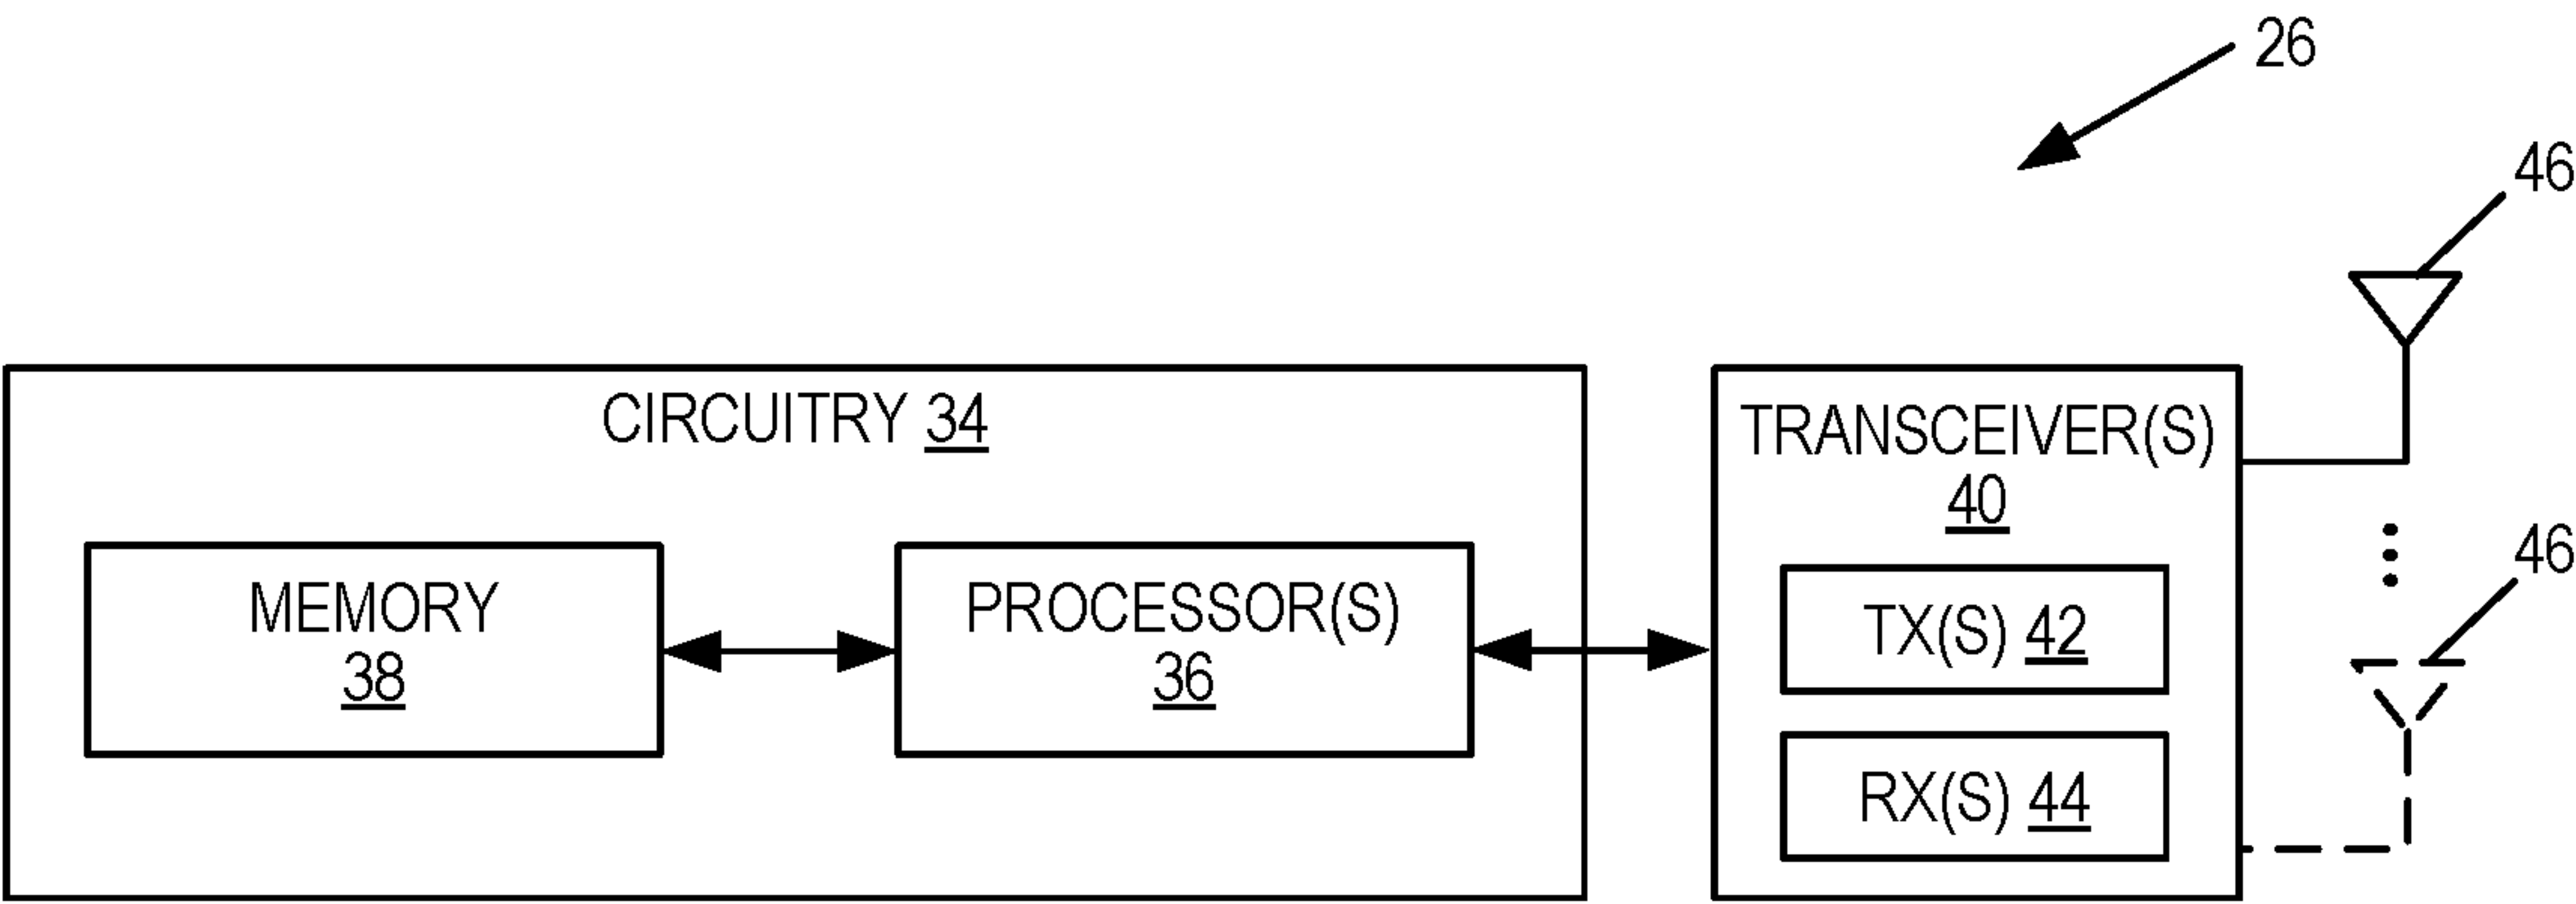 26
46
CIRCUITRY 34
TRANSCEIVER(S)
40
MEMORY
38
PROCESSOR(S)
36
TX(S) 42
46
RX(S) 44